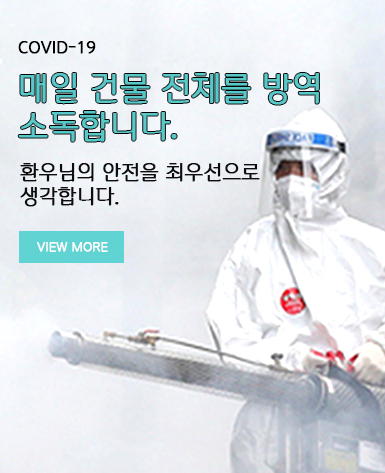 COVID-19
매일 건물 전체를 방역
소독합니다.
환우님의 안전을 최우선으로
생각합니다.
VIEW MORE